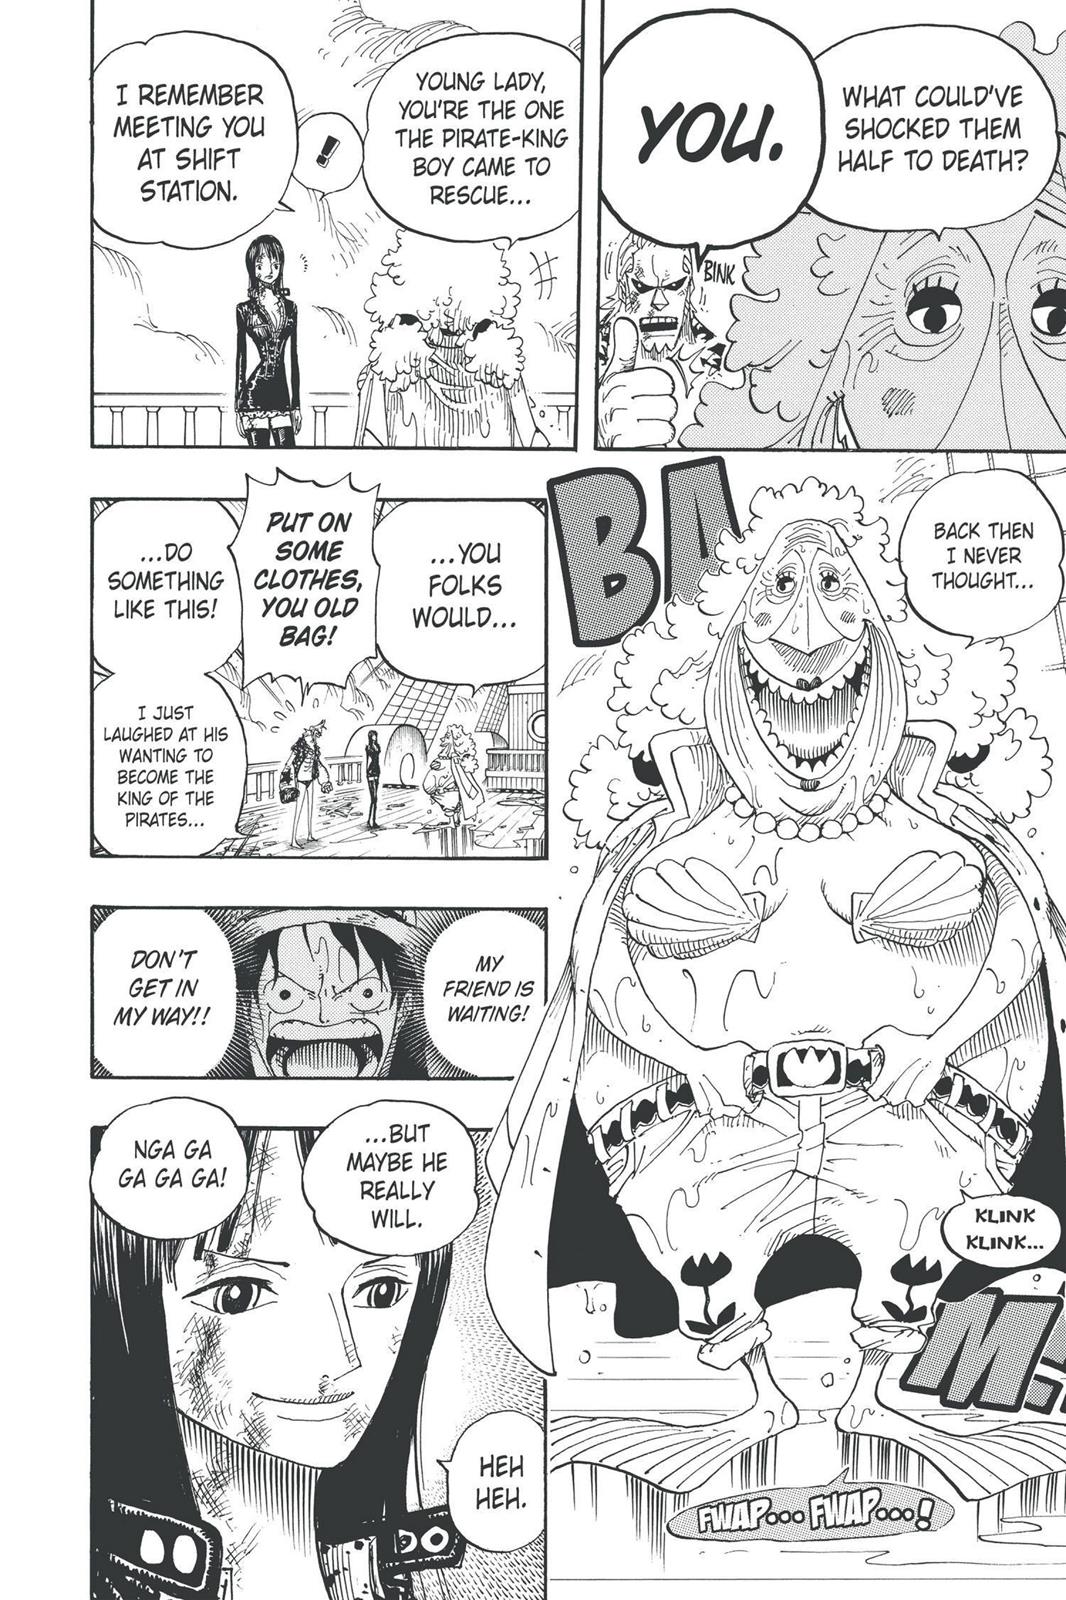 WHAT COULD'VE
SHOCKED THEM
HALF TO DEATH?
YOU.
BINK
YOUNG LADY,
YOU'RE THE ONE
THE PIRATE-KING
BOY CAME TO
RESCUE...
!
I REMEMBER
MEETING YOU
AT SHIFT
STATION.
BACK THEN
I NEVER
THOUGHT...
BA
M
KLINK
KLINK...
FWAP... FWAP...!
...YOU
FOLKS
WOULD...
PUT ON
SOME
CLOTHES,
YOU OLD
BAG!
...DO
SOMETHING
LIKE THIS!
I JUST
LAUGHED AT HIS
WANTING TO
BECOME THE
KING OF THE
PIRATES...
MY
FRIEND IS
WAITING!
DON'T
GET IN
MY WAY!!
...BUT
MAYBE HE
REALLY
WILL.
NGA GA
GA GA GA!
HEH
HEH.